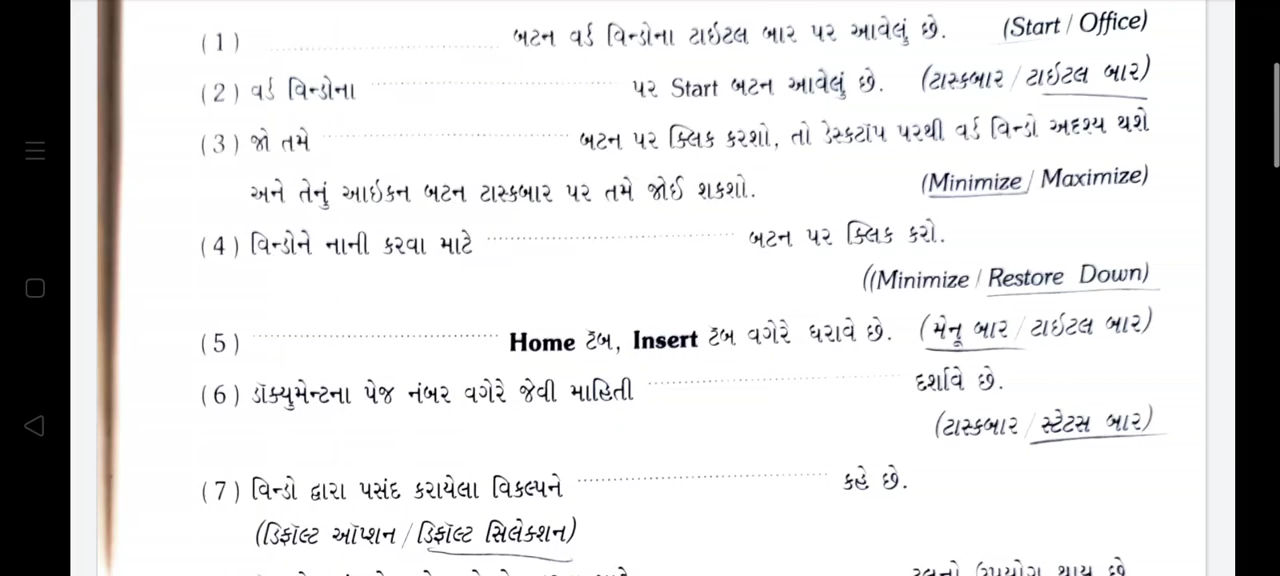 (1) ........ બટન વર્ડ વિન્ડોના ટાઇટલ બાર પર આવેલું છે. (Start / Office)
(2) વર્ડ વિન્ડોના ........ પર Start બટન આવેલું છે. (ટાસ્કબાર / ટાઇટલ બાર)
(3) જો તમે ........ બટન પર ક્લિક કરશો, તો ડેસ્કટૉપ પરથી વર્ડ વિન્ડો અદૃશ્ય થશે
અને તેનું આઇકન બટન ટાસ્કબાર પર તમે જોઈ શકશો. (Minimize / Maximize)
(4) વિન્ડોને નાની કરવા માટે ........ બટન પર ક્લિક કરો.
((Minimize / Restore Down)
(5) ........ Home ટૅબ, Insert ટૅબ વગેરે ધરાવે છે. (મેનૂ બાર / ટાઇટલ બાર)
(6) ડૉક્યુમેન્ટના પેજ નંબર વગેરે જેવી માહિતી ........ દર્શાવે છે.
(ટાસ્કબાર / સ્ટેટસ બાર)
(7) વિન્ડો દ્વારા પસંદ કરાયેલા વિકલ્પને ........ કહે છે.
(ડિફૉલ્ટ ઑપ્શન / ડિફૉલ્ટ સિલેક્શન)